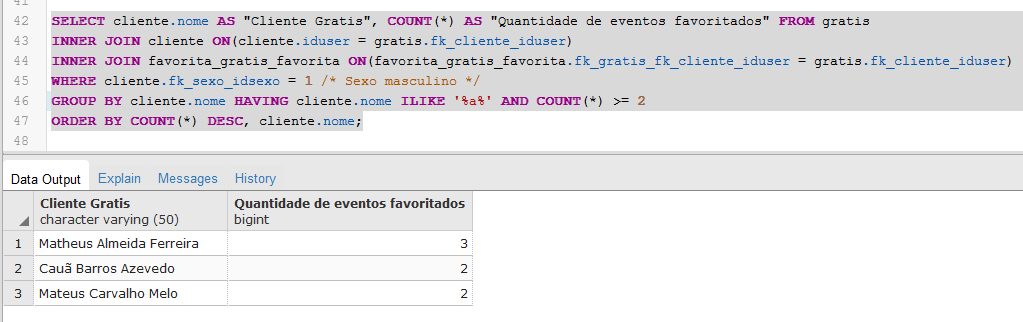 41
42 SELECT cliente.nome AS "Cliente Gratis", COUNT(*) AS "Quantidade de eventos favoritados" FROM gratis
43 INNER JOIN cliente ON(cliente.iduser = gratis.fk_cliente_iduser)
44 INNER JOIN favorita_gratis_favorita ON(favorita_gratis_favorita.fk_gratis_fk_cliente_iduser = gratis.fk_cliente_iduser)
45 WHERE cliente.fk_sexo_idsexo = 1 /* Sexo masculino */
46 GROUP BY cliente.nome HAVING cliente.nome ILIKE '%a%' AND COUNT(*) >= 2
47 ORDER BY COUNT(*) DESC, cliente.nome;
48
Data Output Explain Messages History
Cliente Gratis Quantidade de eventos favoritados
character varying (50) bigint
1 Matheus Almeida Ferreira 3
2 Cauã Barros Azevedo 2
3 Mateus Carvalho Melo 2